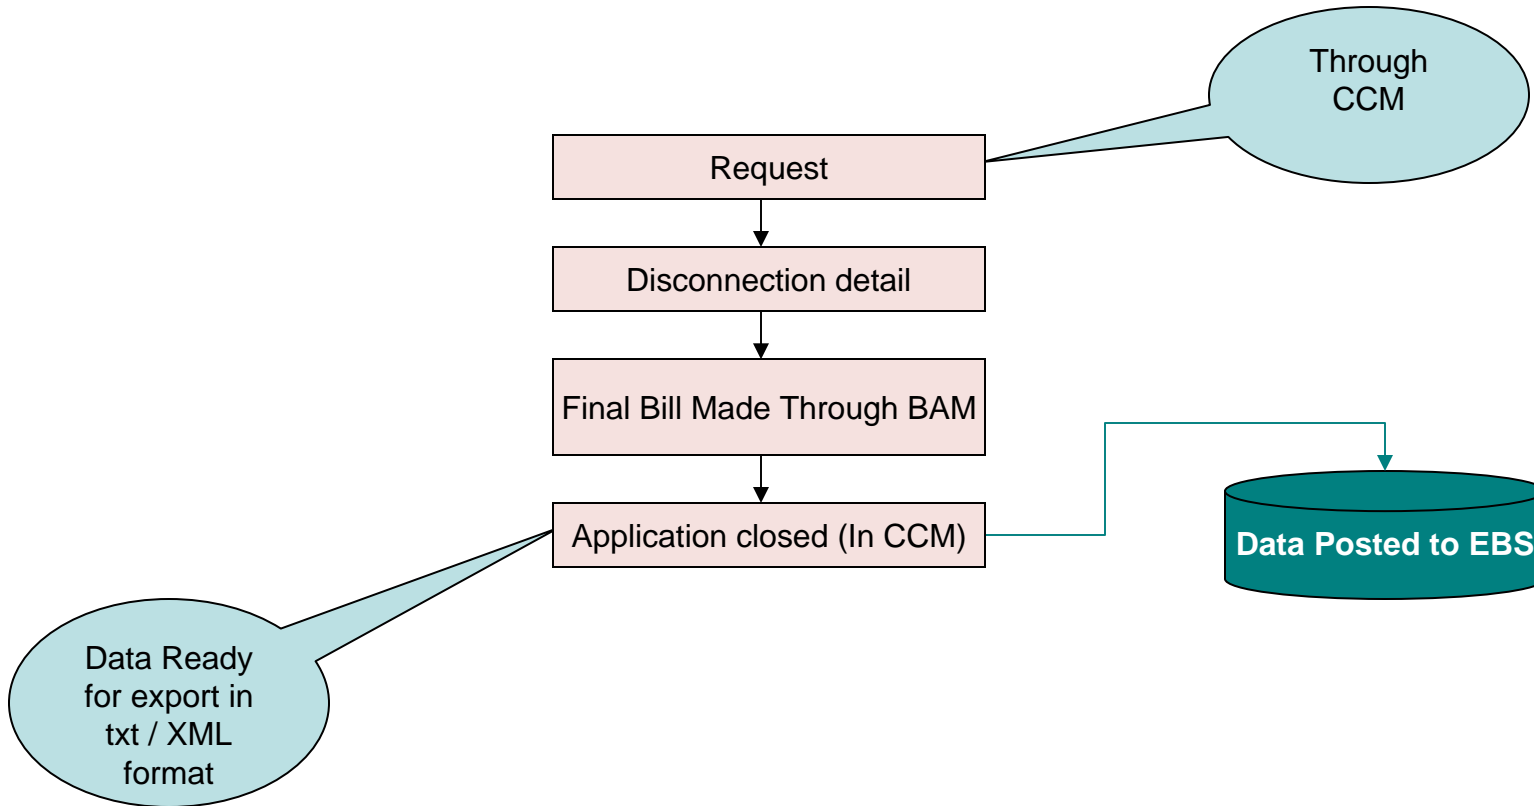 Through
CCM
Request
Disconnection detail
Final Bill Made Through BAM
Application closed (In CCM)
Data Posted to EBS
Data Ready
for export in
txt / XML
format